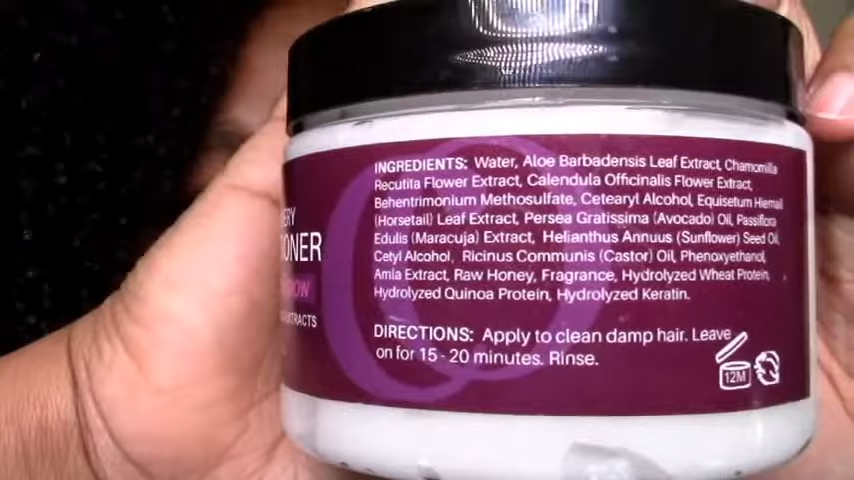 ERY
IONER
OW
EXTRACTS
INGREDIENTS: Water, Aloe Barbadensis Leaf Extract, Chamomilla
Recutita Flower Extract, Calendula Officinalis Flower Extract,
Behentrimonium Methosulfate, Cetearyl Alcohol, Equisetum Hiemail
(Horsetail) Leaf Extract, Persea Gratissima (Avocado) Oil, Passiflora
Edulis (Maracuja) Extract, Helianthus Annuus (Sunflower) Seed Oil,
Cetyl Alcohol, Ricinus Communis (Castor) Oil, Phenoxyethanol,
Amla Extract, Raw Honey, Fragrance, Hydrolyzed Wheat Protein,
Hydrolyzed Quinoa Protein, Hydrolyzed Keratin.
DIRECTIONS: Apply to clean damp hair. Leave
on for 15 - 20 minutes. Rinse.
12M